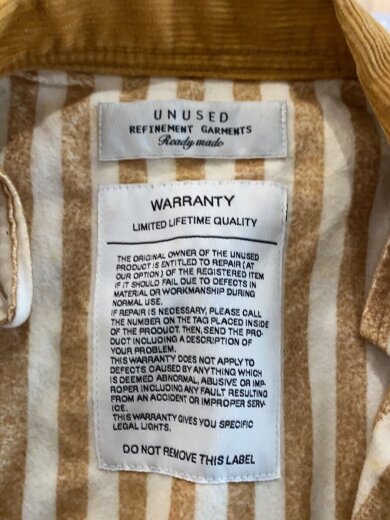 UNUSED
REFINEMENT GARMENTS
Ready made
WARRANTY
LIMITED LIFETIME QUALITY
THE ORIGINAL OWNER OF THE UNUSED
PRODUCT IS ENTITLED TO REPAIR (AT
OUR OPTION) OF THE REGISTERED ITEM
IF IT SHOULD FAIL DUE TO DEFECTS IN
MATERIAL OR WORKMANSHIP DURING
NORMAL USE.
IF REPAIR IS NECESSARY, PLEASE CALL
THE NUMBER ON THE TAG PLACED INSIDE
OF THE PRODUCT. THEN, SEND THE PRO-
DUCT INCLUDING A DESCRIPTION OF
YOUR PROBLEM.
THIS WARRANTY DOES NOT APPLY TO
DEFECTS CAUSED BY ANYTHING WHICH
IS DEEMED ABNORMAL, ABUSIVE OR IMP-
ROPER INCLUDING ANY FAULT RESULTING
FROM AN ACCIDENT OR IMPROPER SERV-
ICE.
THIS WARRANTY GIVES YOU SPECIFIC
LEGAL LIGHTS.
DO NOT REMOVE THIS LABEL